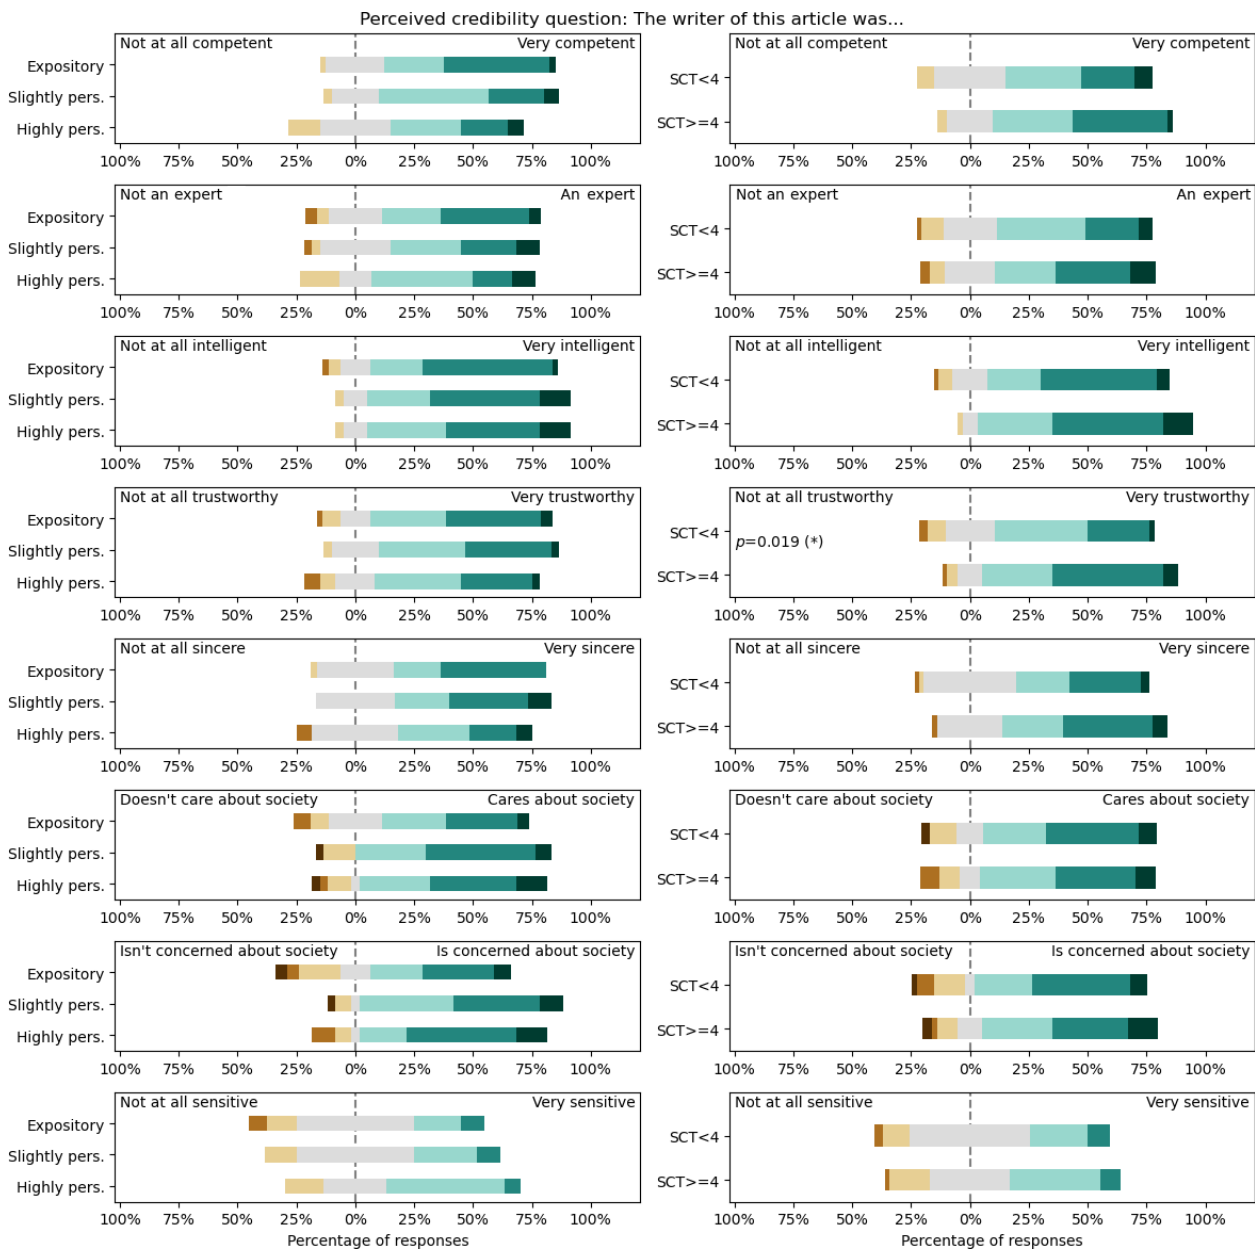 Perceived credibility question: The writer of this article was...
Not at all competent Very competent
Expository
Slightly pers.
Highly pers.
100% 75% 50% 25% 0% 25% 50% 75% 100%
Not at all competent Very competent
SCT<4
SCT>=4
100% 75% 50% 25% 0% 25% 50% 75% 100%
Not an expert An expert
Expository
Slightly pers.
Highly pers.
100% 75% 50% 25% 0% 25% 50% 75% 100%
Not an expert An expert
SCT<4
SCT>=4
100% 75% 50% 25% 0% 25% 50% 75% 100%
Not at all intelligent Very intelligent
Expository
Slightly pers.
Highly pers.
100% 75% 50% 25% 0% 25% 50% 75% 100%
Not at all intelligent Very intelligent
SCT<4
SCT>=4
100% 75% 50% 25% 0% 25% 50% 75% 100%
Not at all trustworthy Very trustworthy
Expository
Slightly pers.
Highly pers.
100% 75% 50% 25% 0% 25% 50% 75% 100%
Not at all trustworthy Very trustworthy
SCT<4
p=0.019 (*)
SCT>=4
100% 75% 50% 25% 0% 25% 50% 75% 100%
Not at all sincere Very sincere
Expository
Slightly pers.
Highly pers.
100% 75% 50% 25% 0% 25% 50% 75% 100%
Not at all sincere Very sincere
SCT<4
SCT>=4
100% 75% 50% 25% 0% 25% 50% 75% 100%
Doesn't care about society Cares about society
Expository
Slightly pers.
Highly pers.
100% 75% 50% 25% 0% 25% 50% 75% 100%
Doesn't care about society Cares about society
SCT<4
SCT>=4
100% 75% 50% 25% 0% 25% 50% 75% 100%
Isn't concerned about society Is concerned about society
Expository
Slightly pers.
Highly pers.
100% 75% 50% 25% 0% 25% 50% 75% 100%
Isn't concerned about society Is concerned about society
SCT<4
SCT>=4
100% 75% 50% 25% 0% 25% 50% 75% 100%
Not at all sensitive Very sensitive
Expository
Slightly pers.
Highly pers.
100% 75% 50% 25% 0% 25% 50% 75% 100%
Percentage of responses
Not at all sensitive Very sensitive
SCT<4
SCT>=4
100% 75% 50% 25% 0% 25% 50% 75% 100%
Percentage of responses